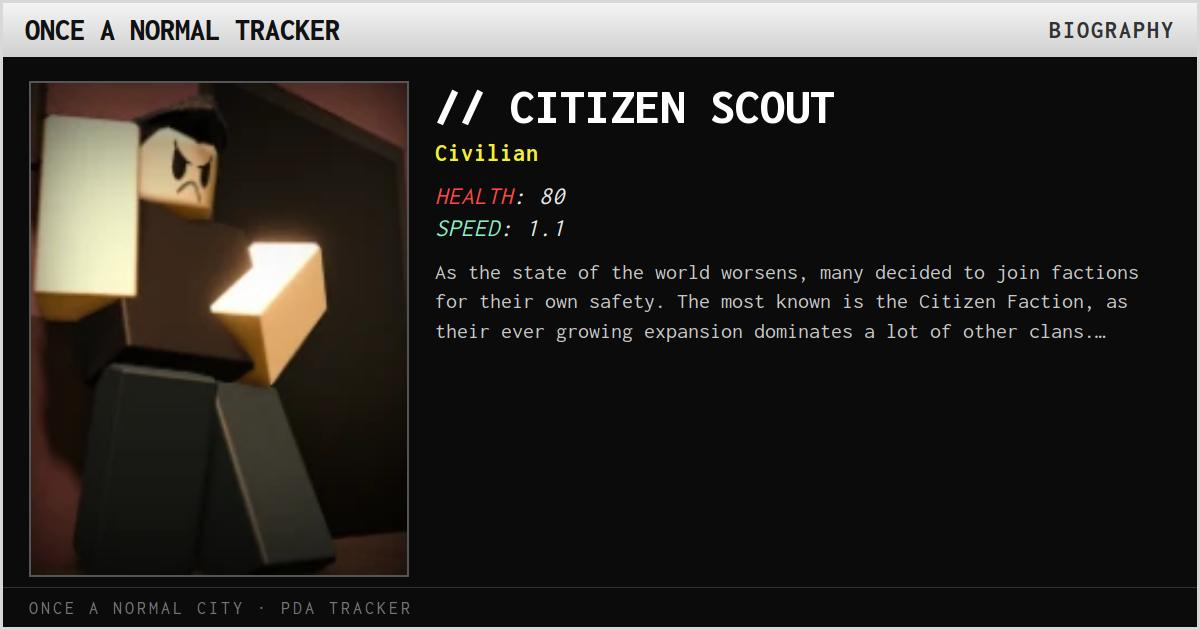 ONCE A NORMAL TRACKER
BIOGRAPHY
// CITIZEN SCOUT
Civilian
HEALTH: 80
SPEED: 1.1
As the state of the world worsens, many decided to join factions
for their own safety. The most known is the Citizen Faction, as
their ever growing expansion dominates a lot of other clans.…
ONCE A NORMAL CITY · PDA TRACKER